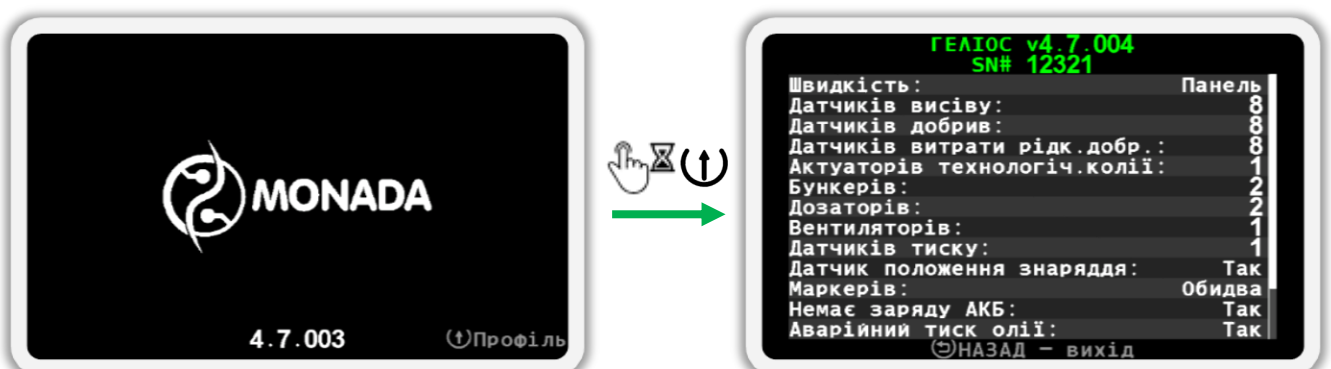 MONADA
4.7.003
Профіль
ГЕЛІОС v4.7.004
SN# 12321
Швидкість: Панель
Датчиків висіву: 8
Датчиків добрив: 8
Датчиків витрати рідк.добр.: 8
Актуаторів технологіч.колії: 1
Бункерів: 2
Дозаторів: 2
Вентиляторів: 1
Датчиків тиску: 1
Датчик положення знаряддя: Так
Маркерів: Обидва
Немає заряду АКБ: Так
Аварійний тиск олії: Так
НАЗАД — вихід